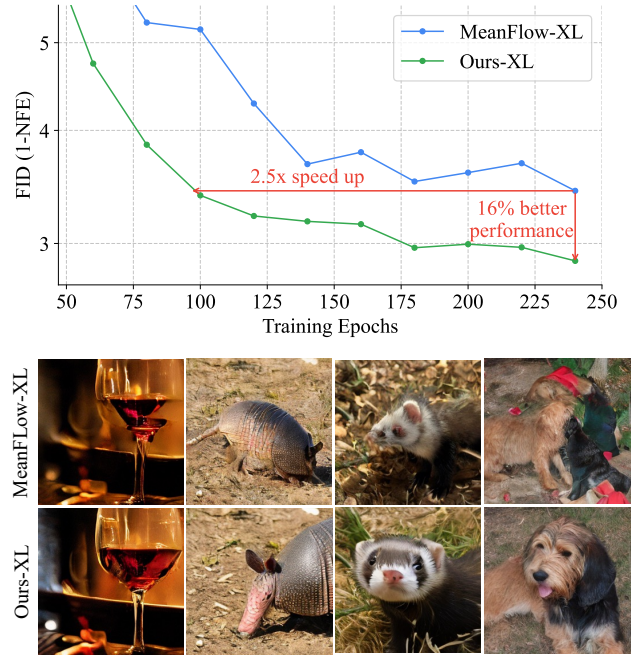 MeanFlow-XL
Ours-XL
5
4
3
FID (1-NFE)
2.5x speed up
16% better
performance
50
75
100
125
150
175
200
225
250
Training Epochs
MeanFLow-XL
Ours-XL